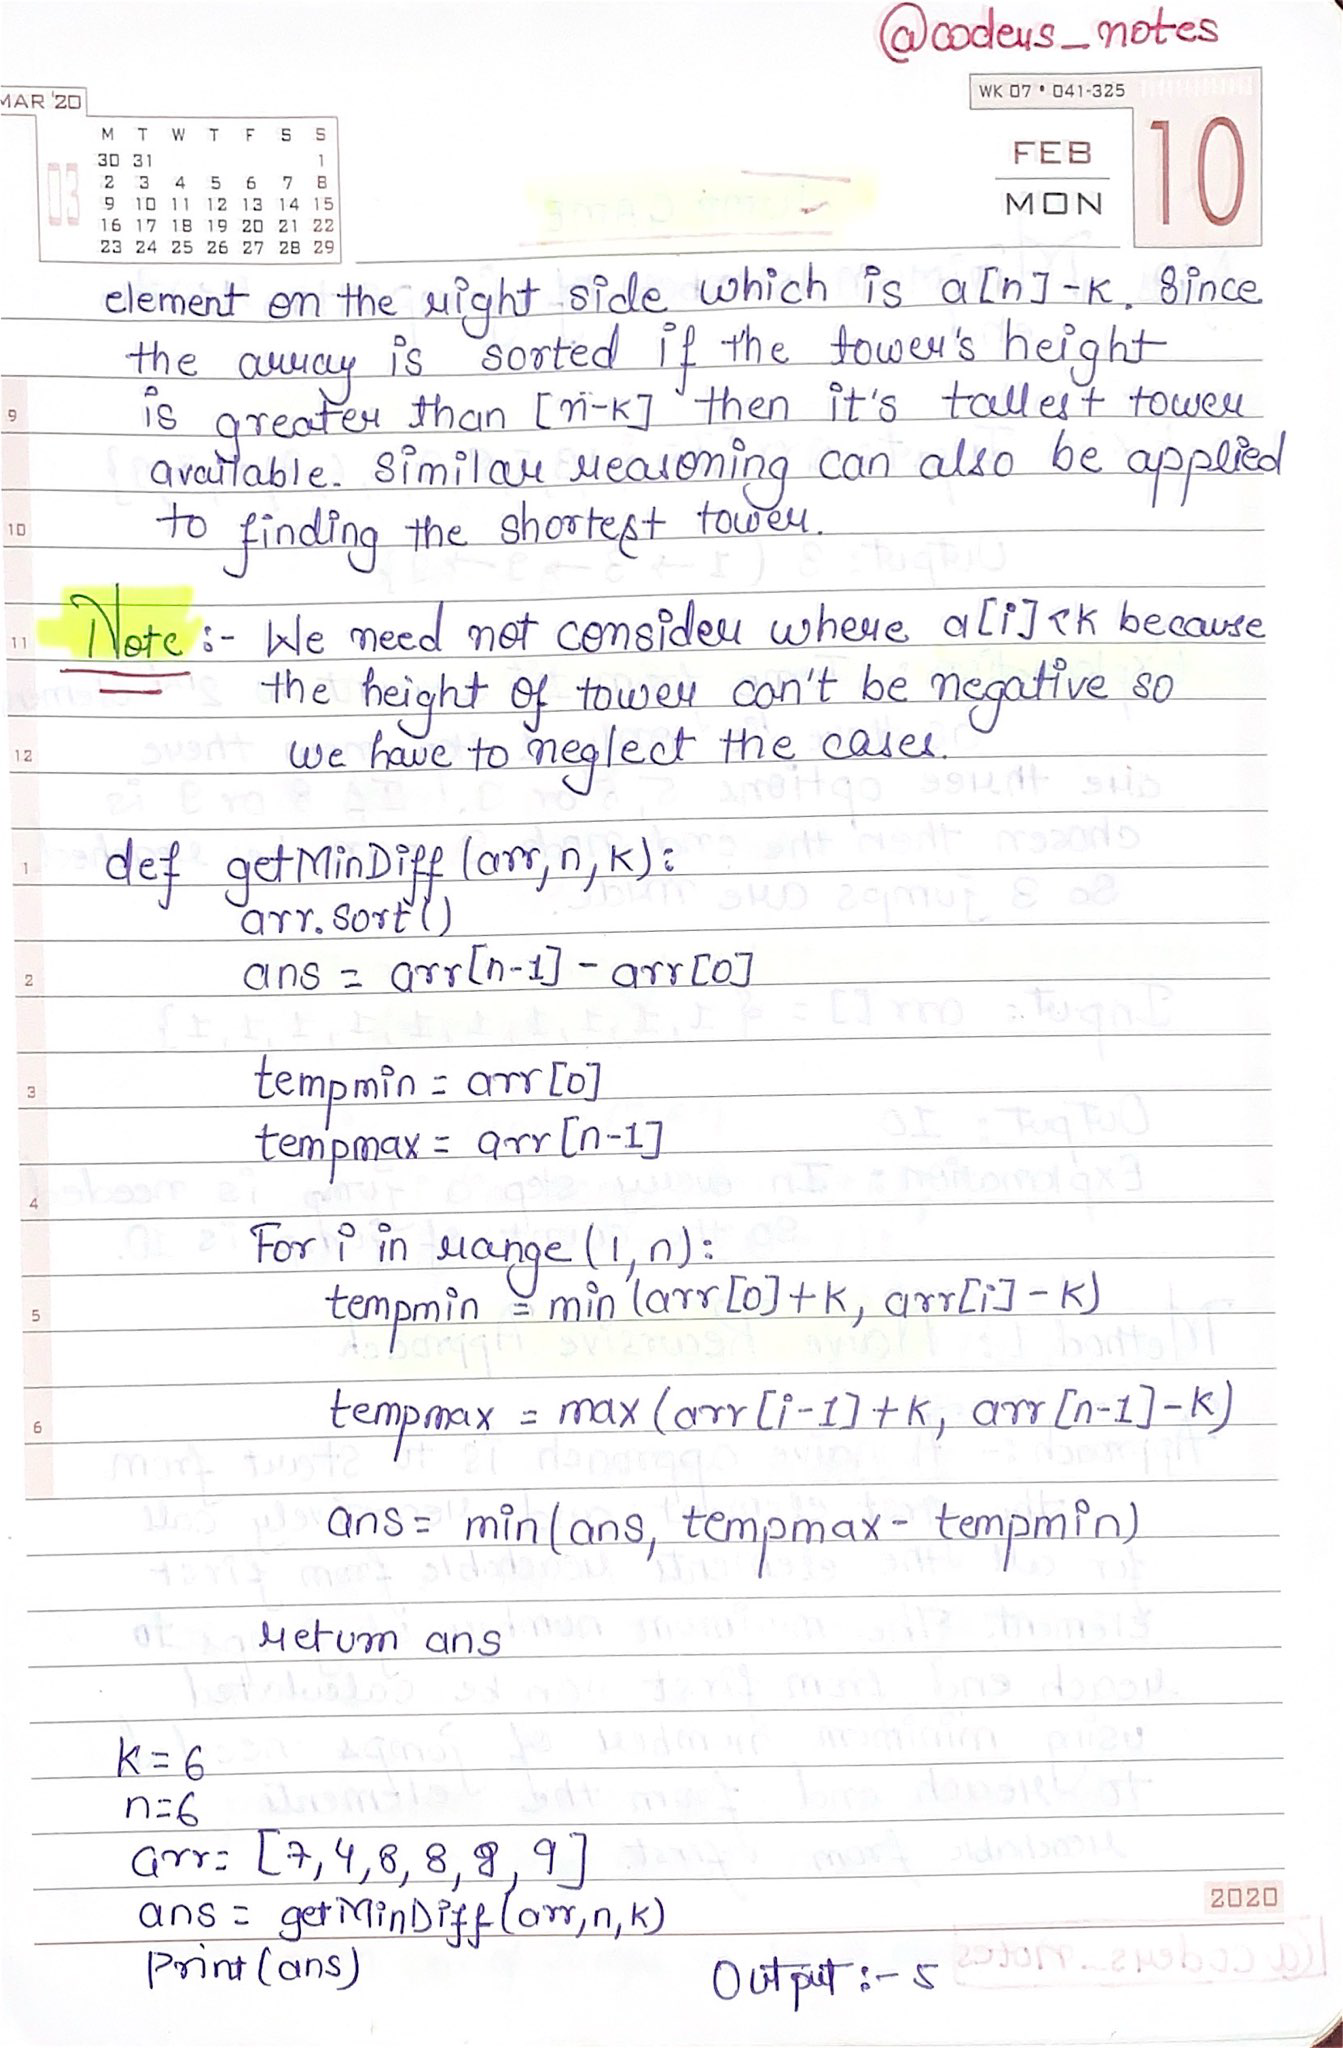 @codeus_notes
MAR '20
WK 07 • 041-325
FEB
MON
10
03
M T W T F S S
30 31 1
2 3 4 5 6 7 8
9 10 11 12 13 14 15
16 17 18 19 20 21 22
23 24 25 26 27 28 29
element on the right side which is a[n]-k. Since
the array is sorted if the tower's height
9
is greater than [n-k] then it's tallest tower
available. Similar reasoning can also be applied
10
to finding the shortest tower.
11
Note :- We need not consider where a[i]<k because
the height of tower can't be negative so
12
we have to neglect the cases.
1
def getMinDiff (arr, n, k):
arr.sort()
2
ans = arr[n-1] - arr[0]
3
tempmin = arr[0]
tempmax = arr[n-1]
4
For i in range (1, n):
5
tempmin = min (arr[0]+k, arr[i]-k)
6
tempmax = max (arr[i-1]+k, arr[n-1]-k)
ans = min(ans, tempmax - tempmin)
return ans
k = 6
n=6
arr= [7,4,8,8,8,9]
2020
ans = getMinDiff (arr, n, k)
Print (ans)
Output :- 5